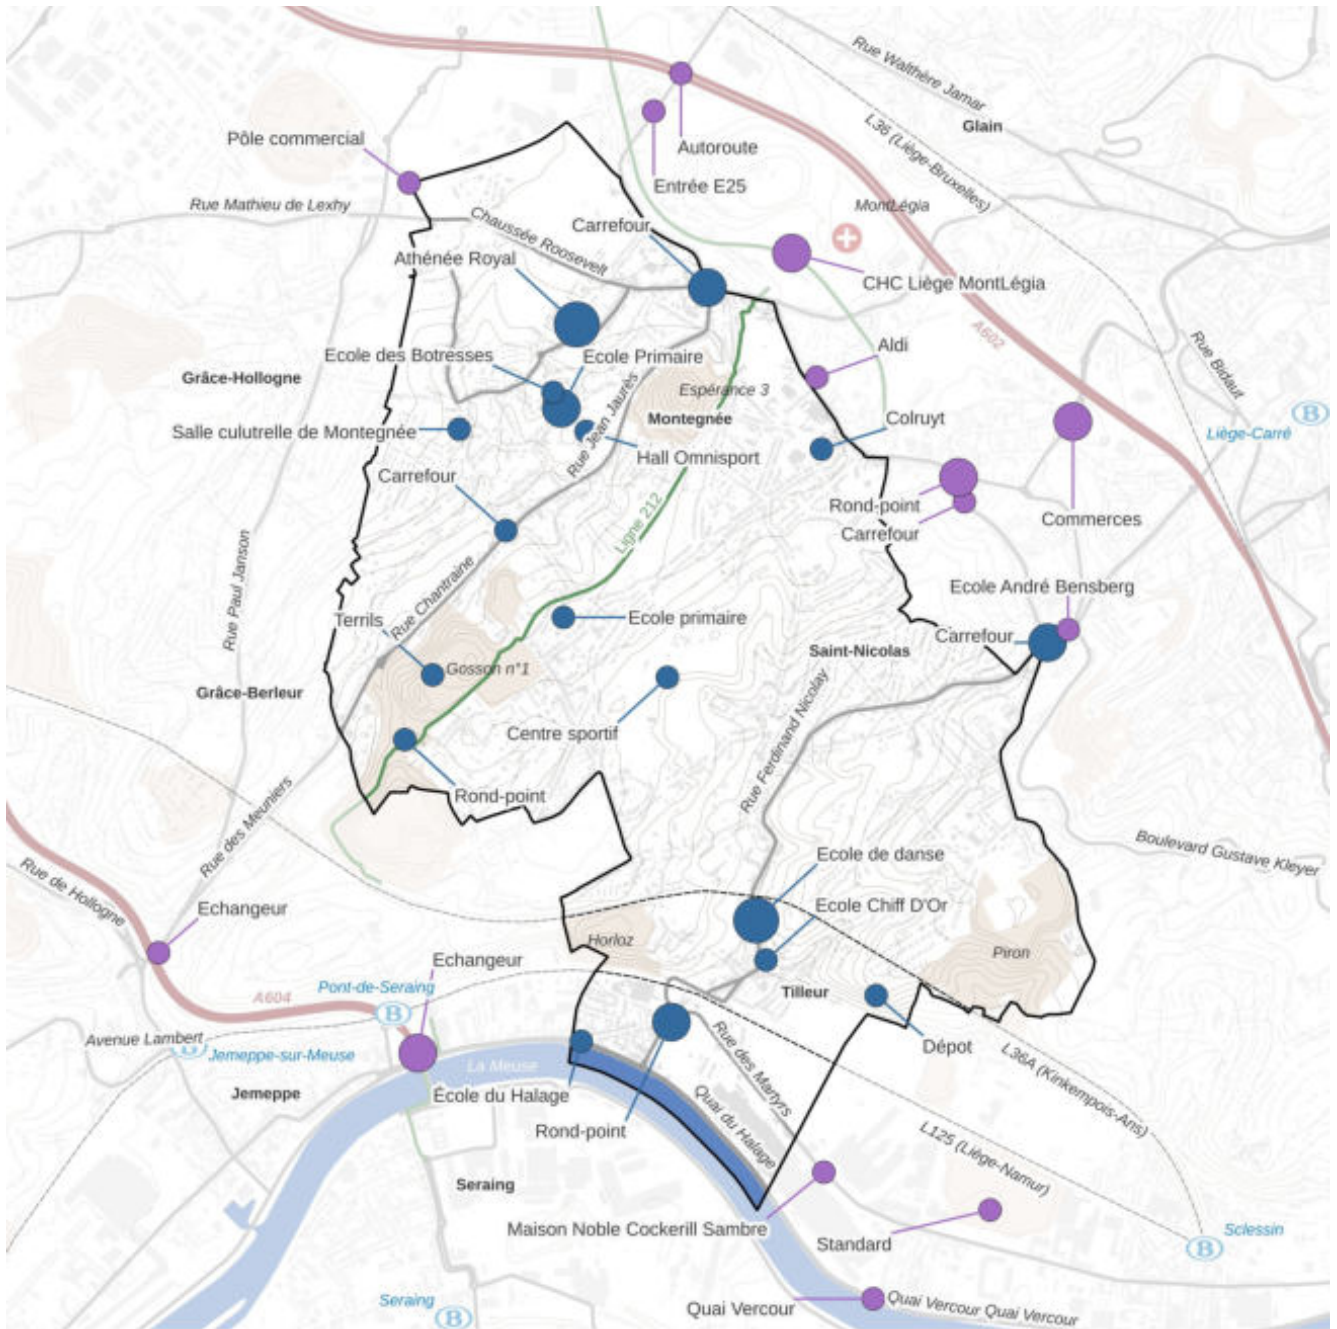 Rue Walthère Jamar
Glain
L36 (Liège-Bruxelles)
Autoroute
Pôle commercial
Entrée E25
Rue Mathieu de Lexhy
MontLégia
Chaussée Roosevelt
Carrefour
Athénée Royal
CHC Liège MontLégia
A602
Aldi
Rue Bidaut
Ecole des Botresses
Ecole Primaire
Grâce-Hollogne
Espérance 3
Montegnée
Colruyt
Rue Jean Jaurès
Salle culutrelle de Montegnée
B
Liège-Carré
Hall Omnisport
Carrefour
Rond-point
Commerces
Carrefour
Ligne 212
Rue Paul Janson
Rue Chantraine
Ecole André Bensberg
Terrils
Ecole primaire
Carrefour
Saint-Nicolas
Gosson n°1
Grâce-Berleur
Centre sportif
Rue Ferdinand Nicolay
Rond-point
Rue des Meuniers
Boulevard Gustave Kleyer
Ecole de danse
Rue de Hollogne
Echangeur
Ecole Chiff D'Or
Horloz
Piron
Echangeur
Pont-de-Seraing
A604
B
Tilleur
Avenue Lambert
B
Jemeppe-sur-Meuse
Dépot
L36A (Kinkempois-Ans)
La Meuse
Rue des Martyrs
Jemeppe
École du Halage
Quai du Halage
Rond-point
L125 (Liège-Namur)
Seraing
Maison Noble Cockerill Sambre
Standard
B
Sclessin
Seraing
B
Quai Vercour
Quai Vercour Quai Vercour